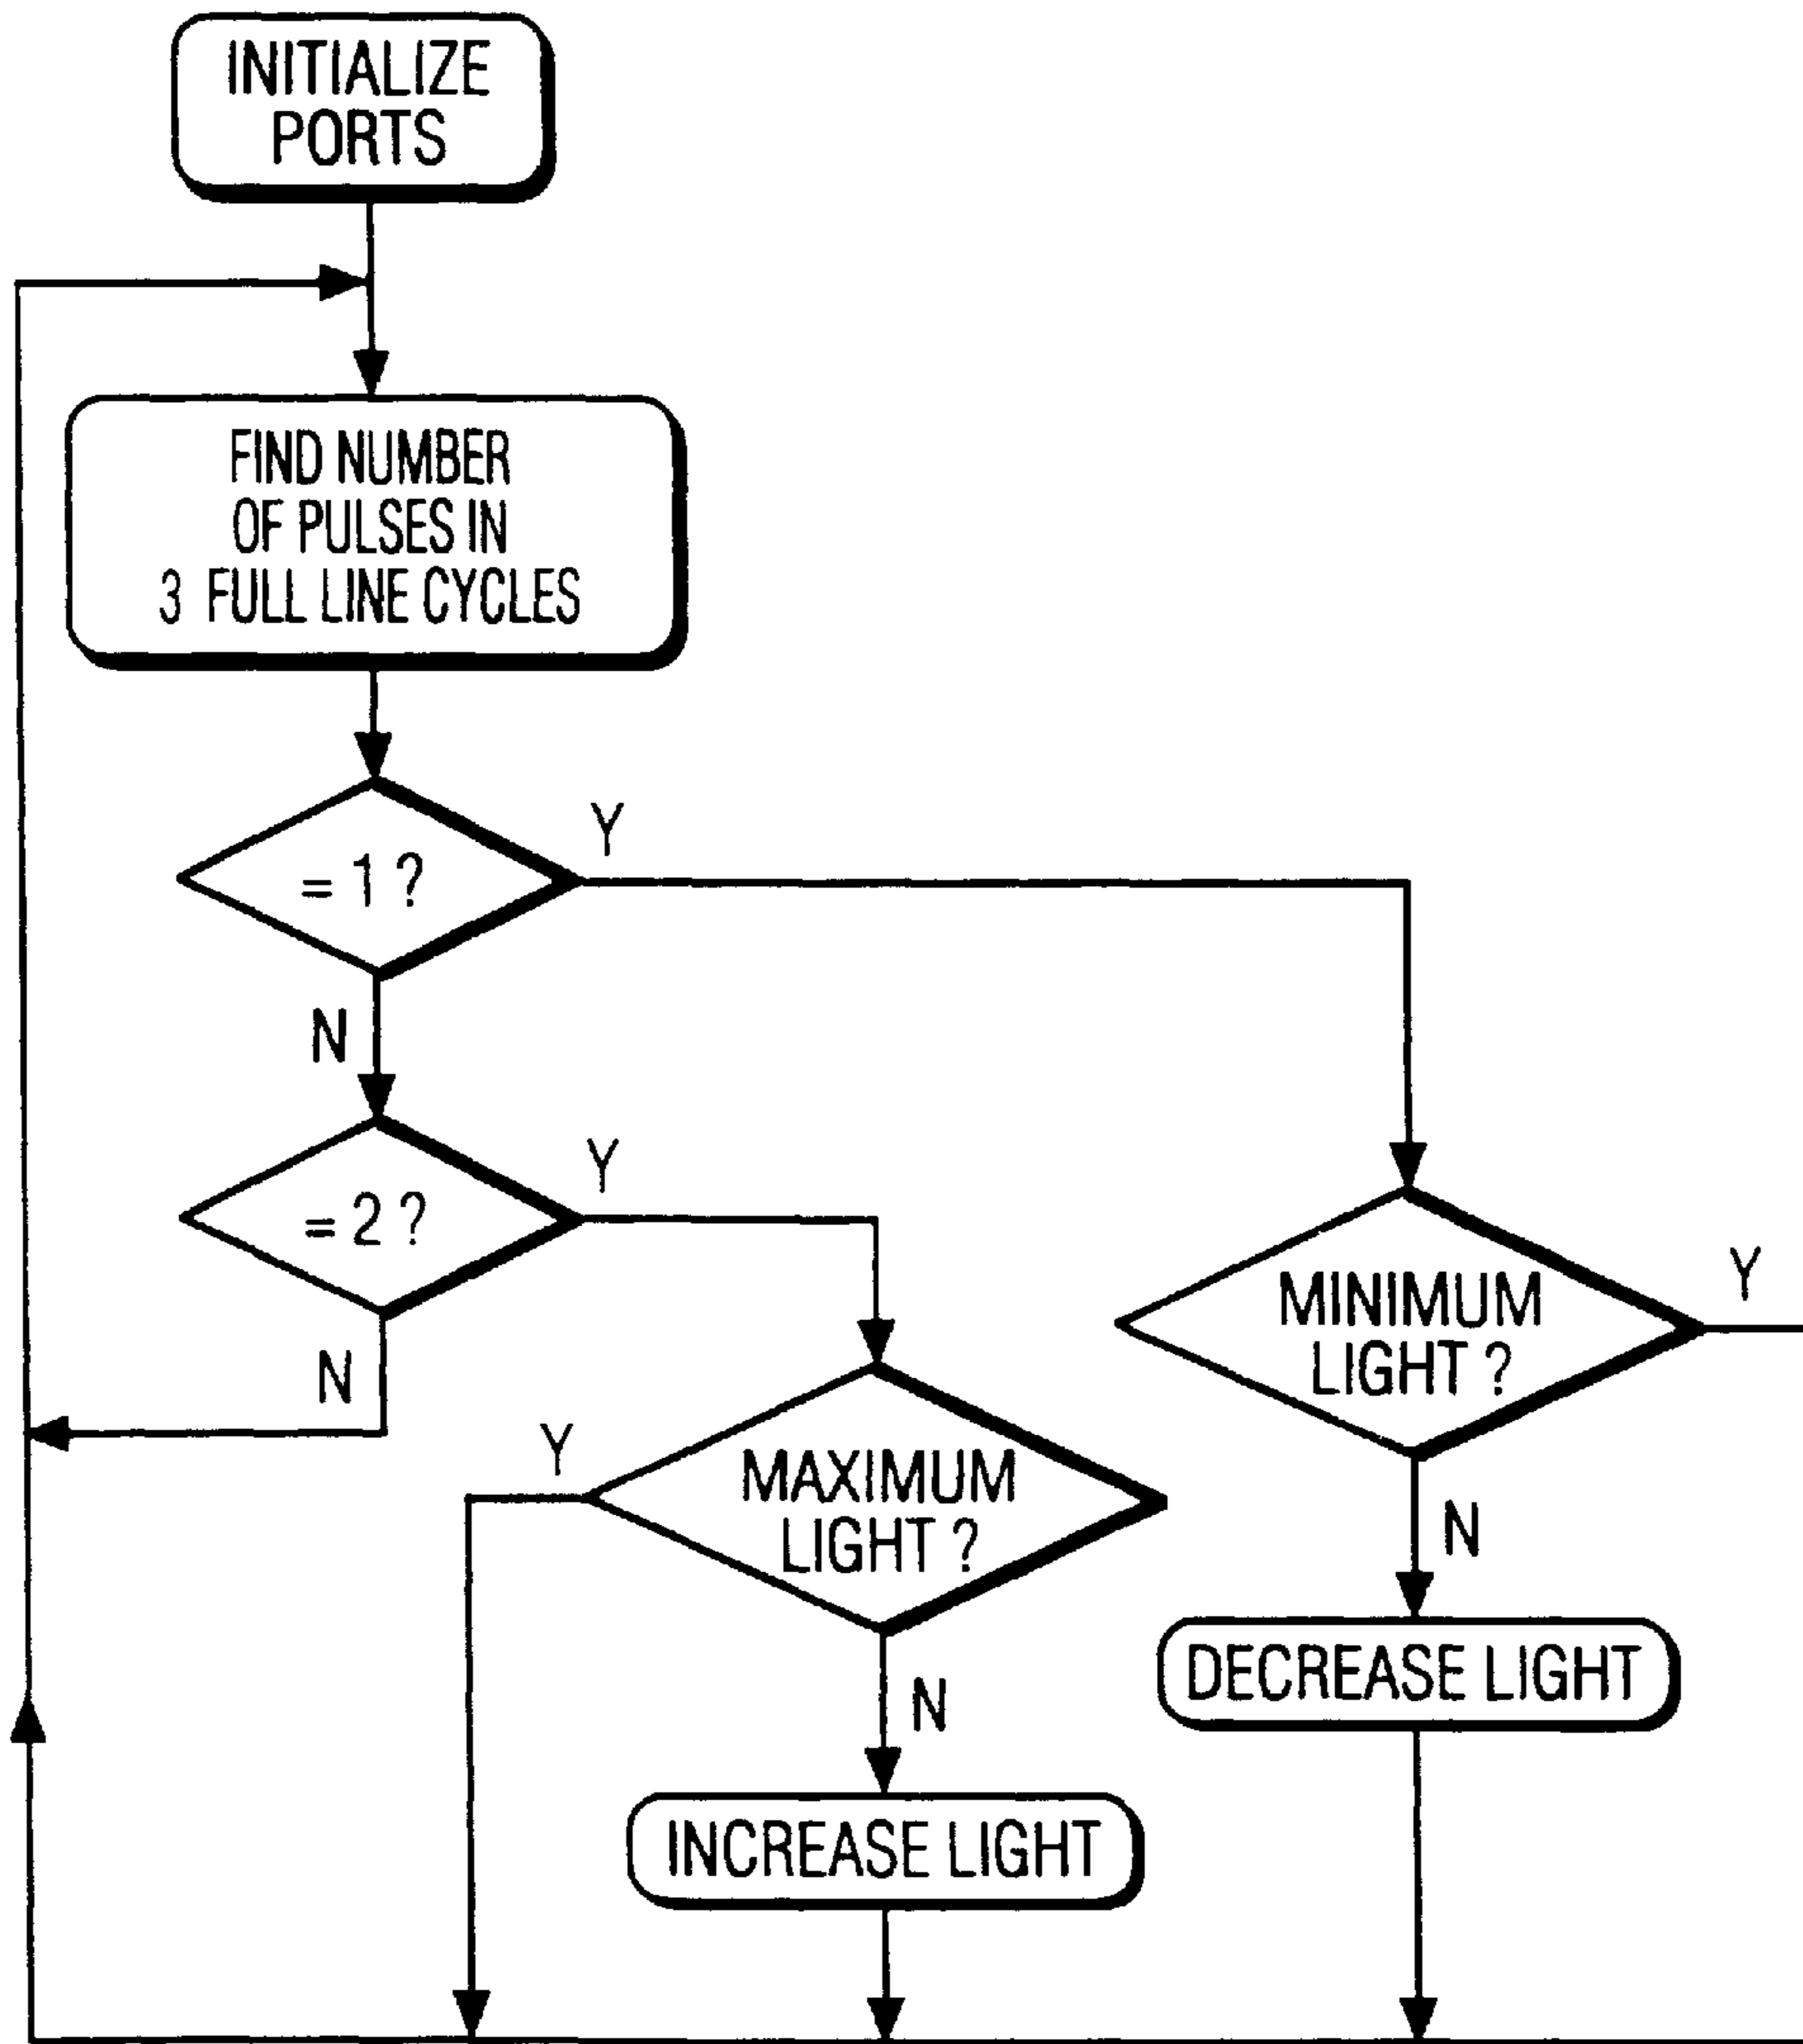 INITIALIZE
PORTS
FIND NUMBER
OF PULSES IN
3 FULL LINE CYCLES
= 1 ?
Y
N
= 2 ?
Y
N
MINIMUM
LIGHT ?
Y
N
MAXIMUM
LIGHT ?
Y
N
DECREASE LIGHT
INCREASE LIGHT